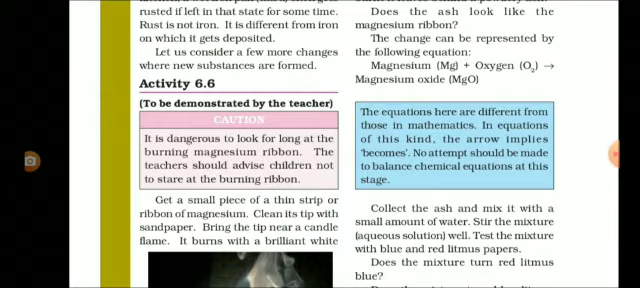 rusted if left in that state for some time.
Rust is not iron. It is different from iron
on which it gets deposited.
Let us consider a few more changes
where new substances are formed.
Activity 6.6
(To be demonstrated by the teacher)
CAUTION
It is dangerous to look for long at the
burning magnesium ribbon. The
teachers should advise children not
to stare at the burning ribbon.
Get a small piece of a thin strip or
ribbon of magnesium. Clean its tip with
sandpaper. Bring the tip near a candle
flame. It burns with a brilliant white
Does the ash look like the
magnesium ribbon?
The change can be represented by
the following equation:
Magnesium (Mg) + Oxygen (O₂) →
Magnesium oxide (MgO)
The equations here are different from
those in mathematics. In equations
of this kind, the arrow implies
‘becomes’. No attempt should be made
to balance chemical equations at this
stage.
Collect the ash and mix it with a
small amount of water. Stir the mixture
(aqueous solution) well. Test the mixture
with blue and red litmus papers.
Does the mixture turn red litmus
blue?